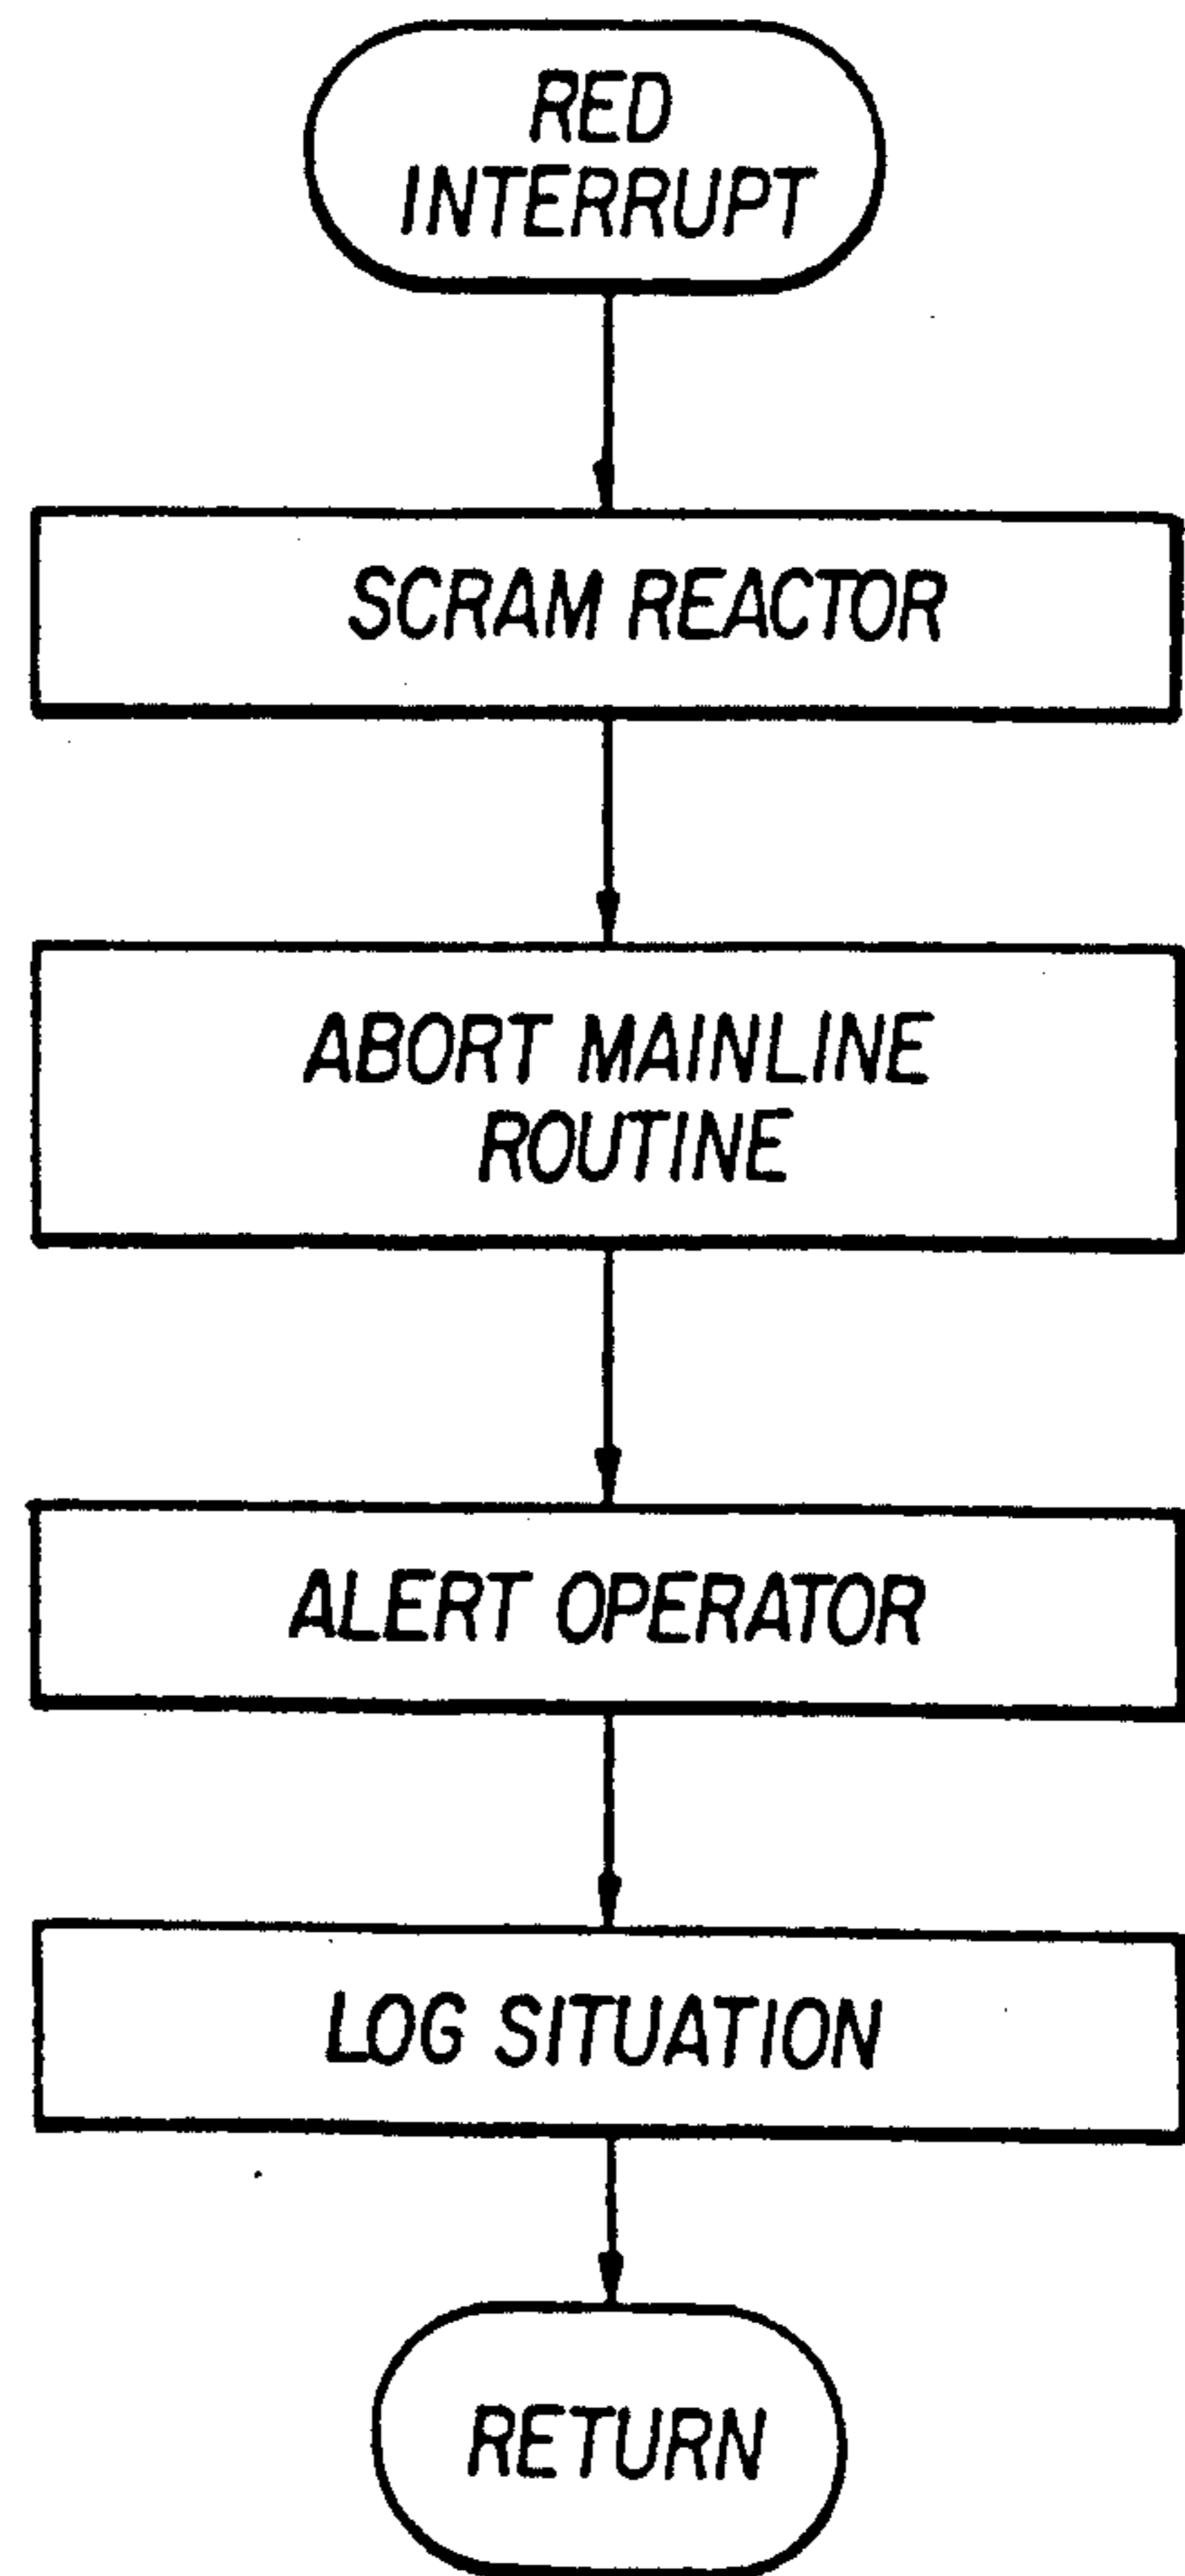 RED
INTERRUPT
SCRAM REACTOR
ABORT MAINLINE
ROUTINE
ALERT OPERATOR
LOG SITUATION
RETURN